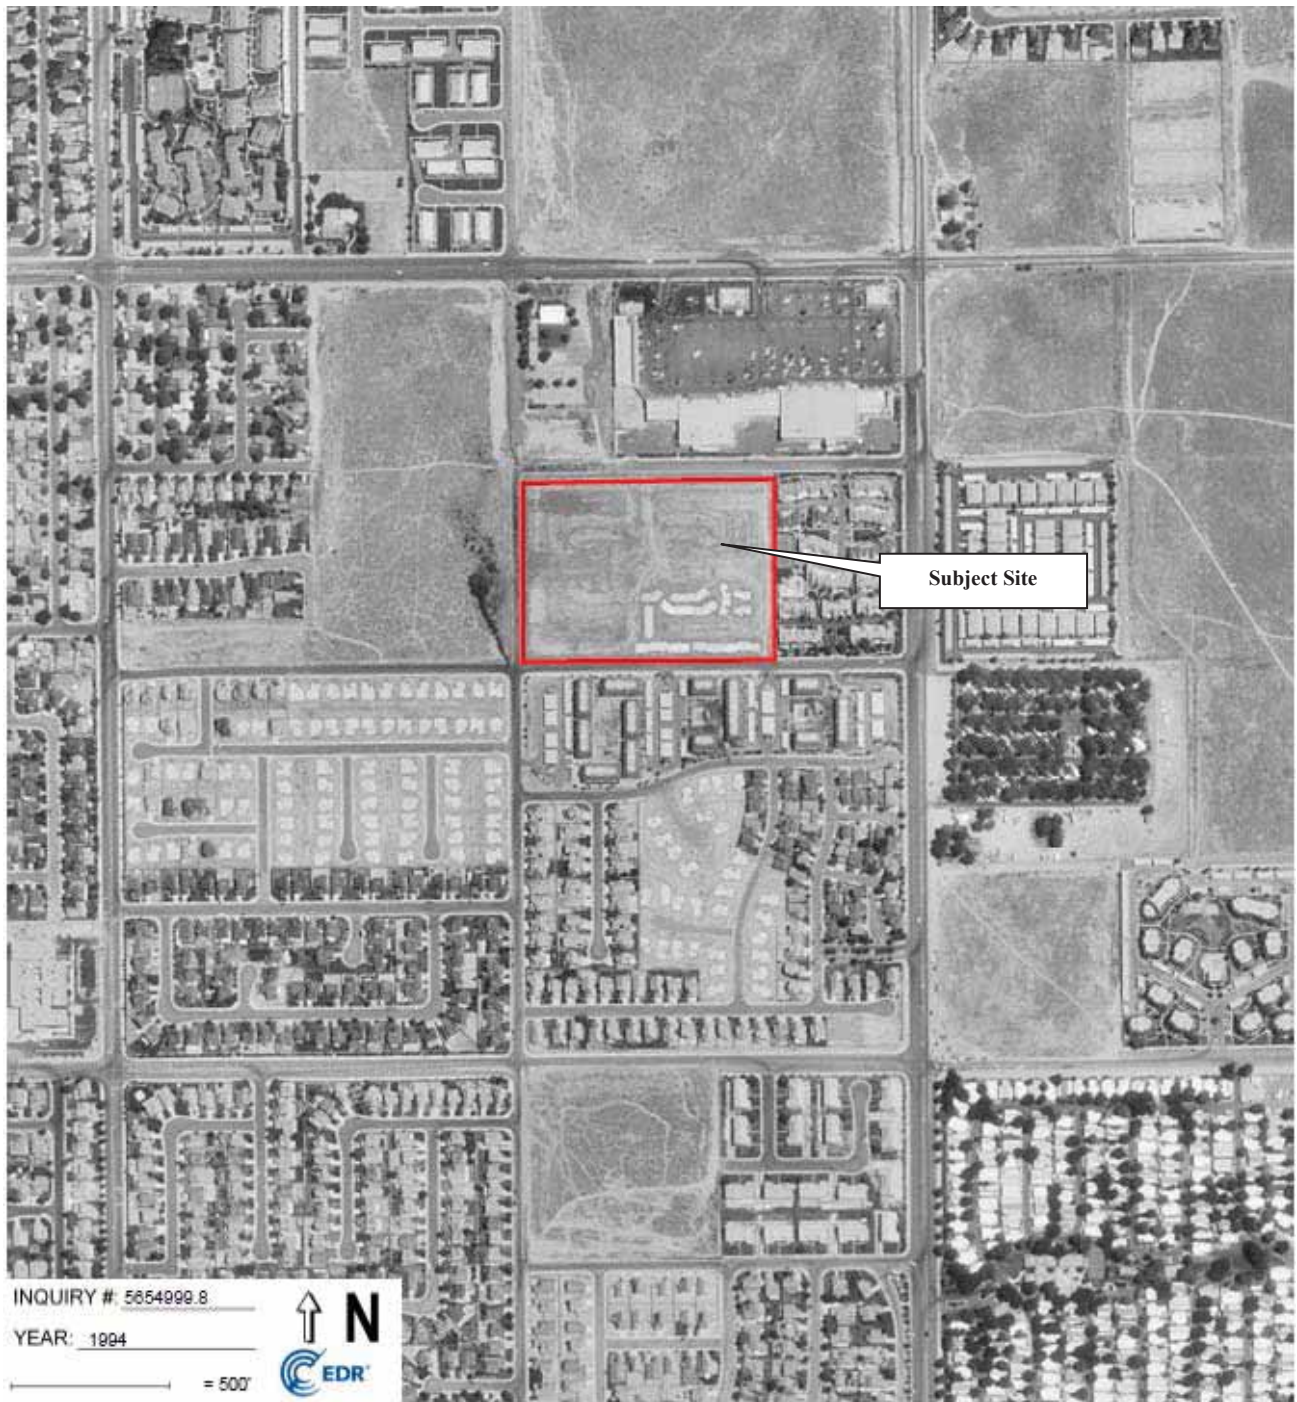 Subject Site
INQUIRY #: 5654999.8
YEAR: 1994
N
= 500'
EDR®